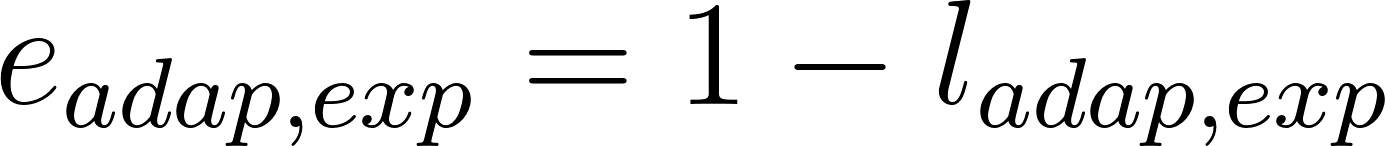 e_{adap,exp} = 1 − l_{adap,exp}